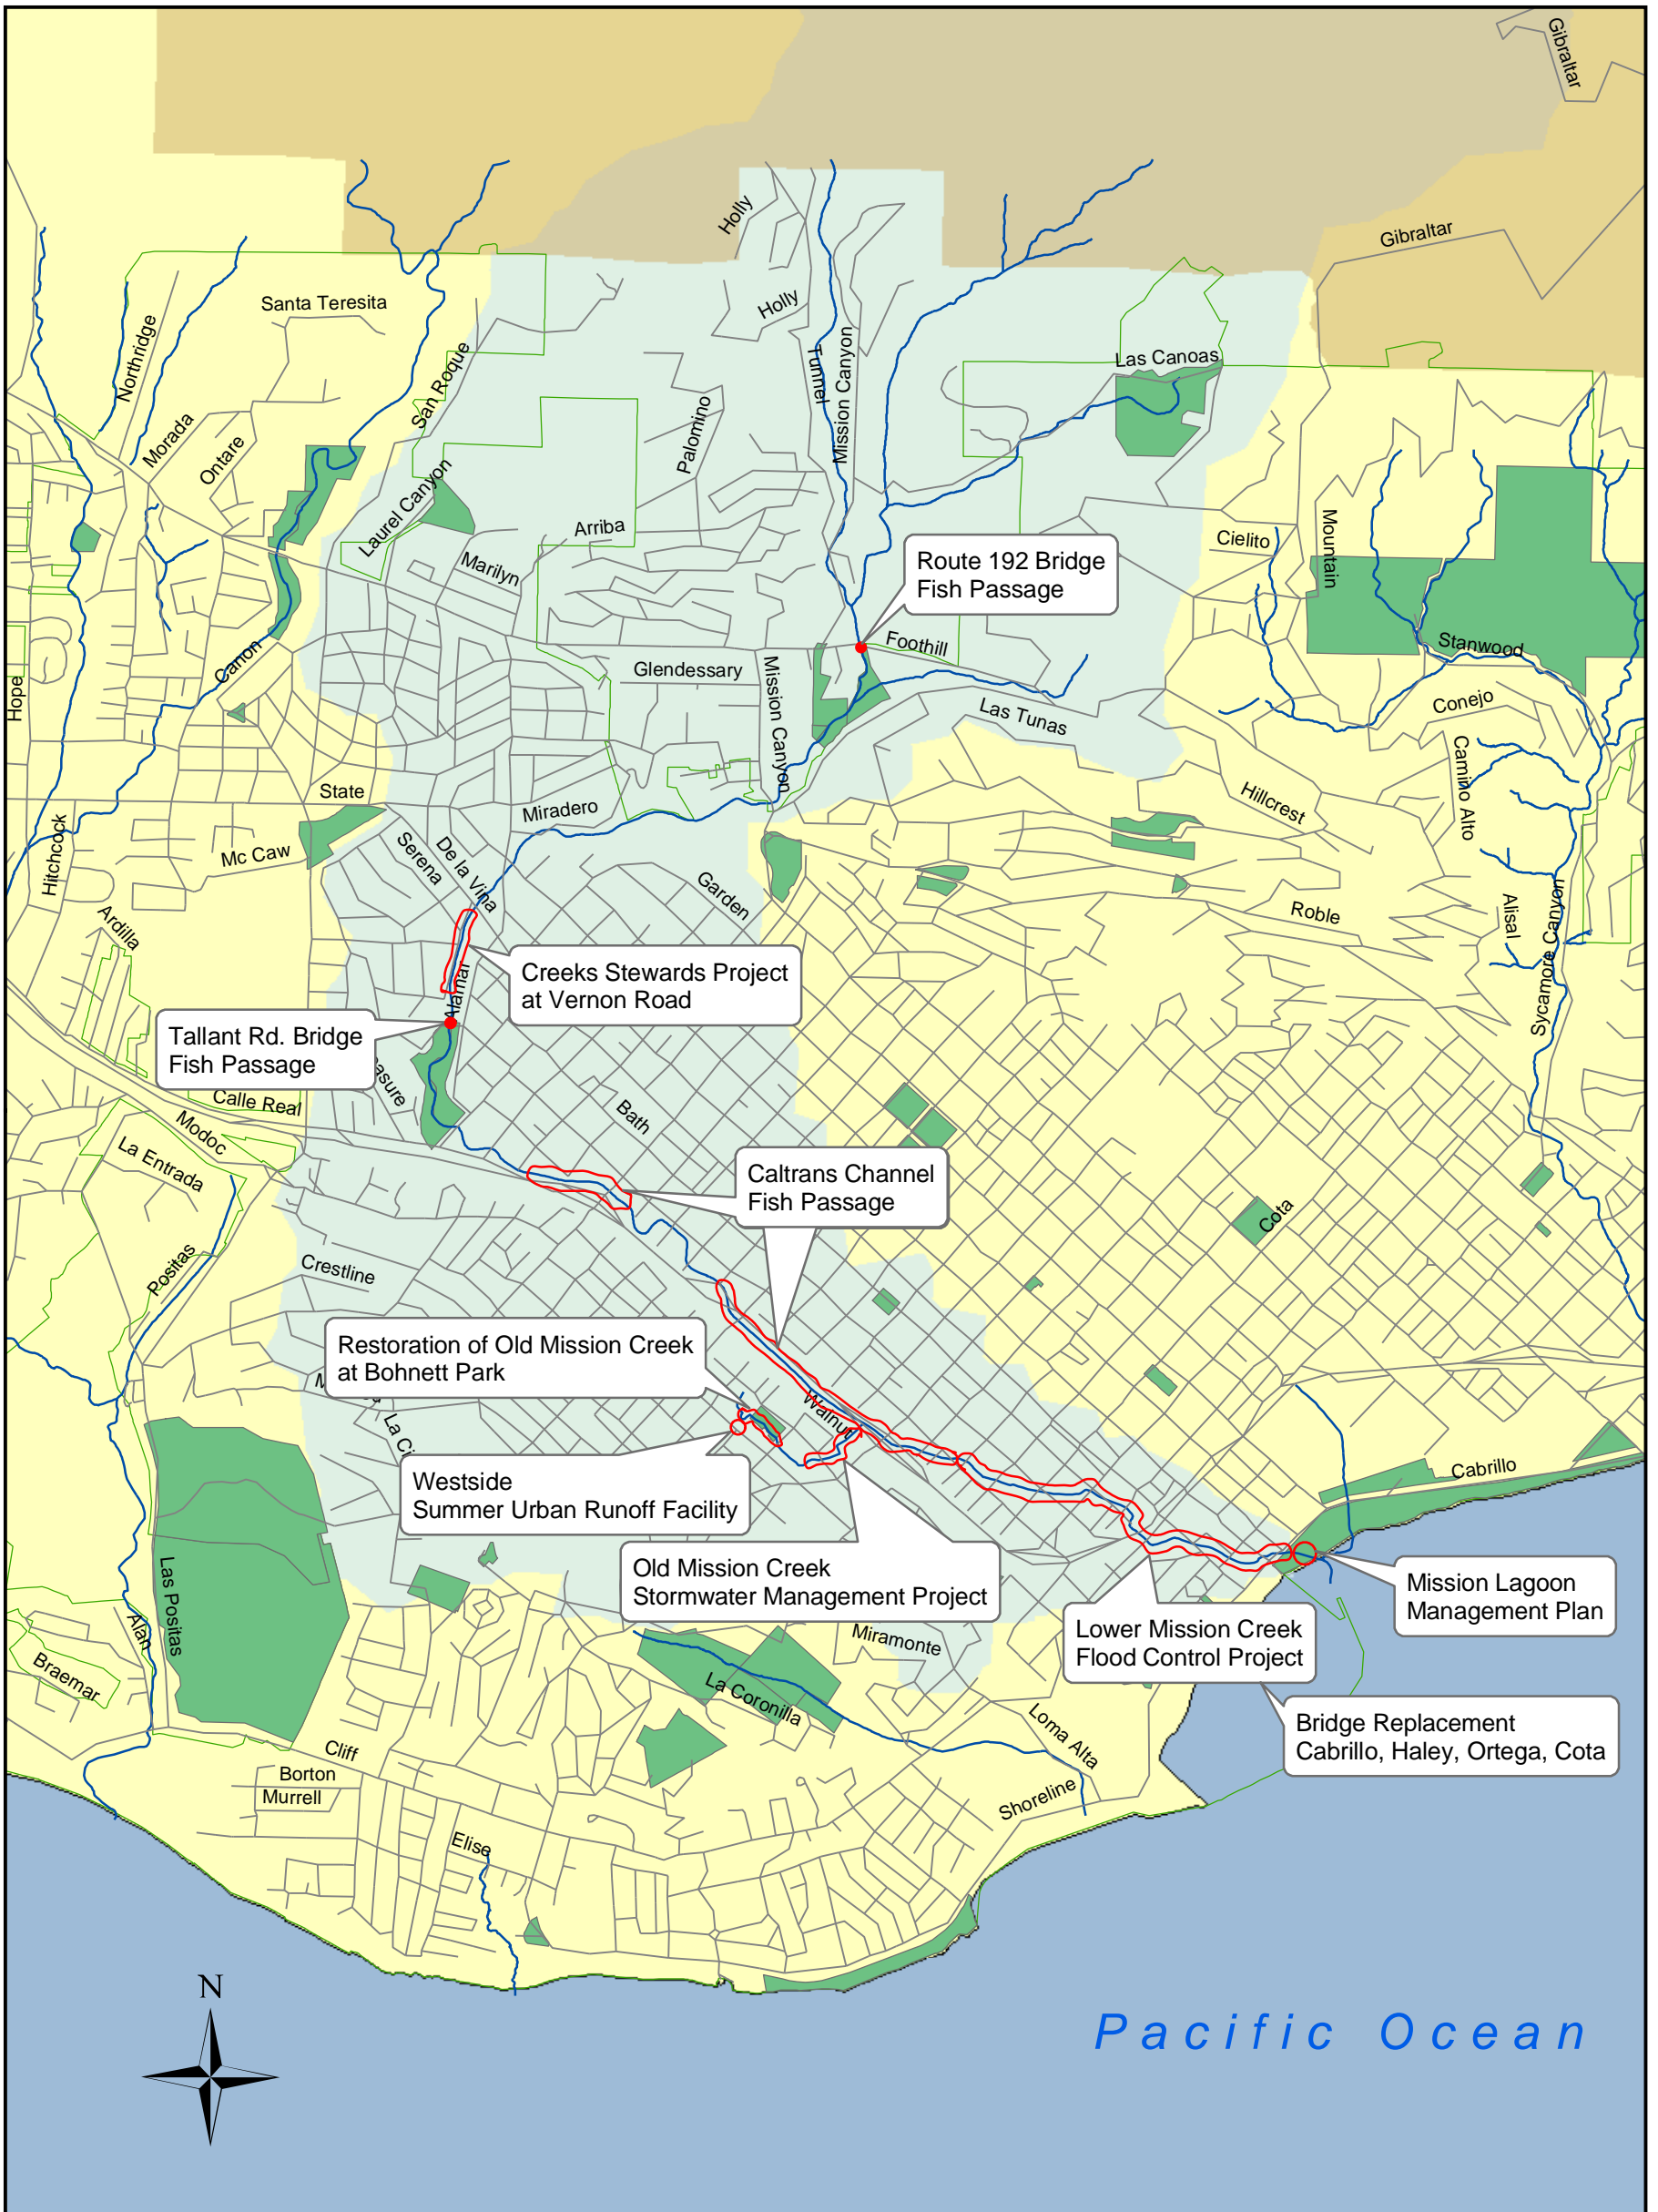 Gibraltar
Holly
Gibraltar
Santa Teresita
Holly
Northridge
San Roque
Tunnel
Mission Canyon
Las Canoas
Morada
Ontare
Palomino
Laurel Canyon
Arriba
Marilyn
Cielito
Mountain
Route 192 Bridge
Fish Passage
Foothill
Stanwood
Canon
Glendessary
Mission Canyon
Hope
Las Tunas
Conejo
Camino Alto
State
Miradero
Hillcrest
Hitchcock
Mc Caw
Serena
De la Vina
Garden
Roble
Alisal
Sycamore Canyon
Ardilla
Creeks Stewards Project
at Vernon Road
Alamar
Tallant Rd. Bridge
Fish Passage
asure
Calle Real
Modoc
La Entrada
Bath
Caltrans Channel
Fish Passage
Cota
Positas
Crestline
Restoration of Old Mission Creek
at Bohnett Park
Walnut
La Ci
Westside
Summer Urban Runoff Facility
Cabrillo
Old Mission Creek
Stormwater Management Project
Mission Lagoon
Management Plan
Las Positas
Alan
Braemar
Miramonte
Lower Mission Creek
Flood Control Project
La Coronilla
Loma Alta
Bridge Replacement
Cabrillo, Haley, Ortega, Cota
Cliff
Borton
Murrell
Shoreline
Elise
N
Pacific Ocean